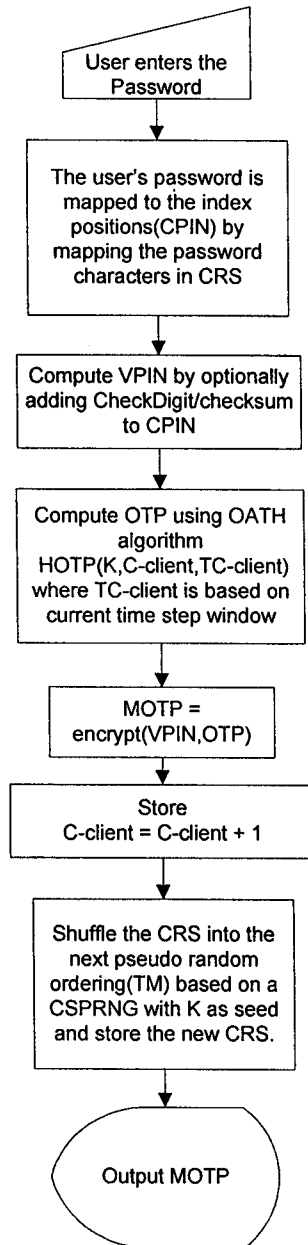 User enters the
Password
The user's password is
mapped to the index
positions(CPIN) by
mapping the password
characters in CRS
Compute VPIN by optionally
adding CheckDigit/checksum
to CPIN
Compute OTP using OATH
algorithm
HOTP(K,C-client,TC-client)
where TC-client is based on
current time step window
MOTP =
encrypt(VPIN,OTP)
Store
C-client = C-client + 1
Shuffle the CRS into the
next pseudo random
ordering(TM) based on a
CSPRNG with K as seed
and store the new CRS.
Output MOTP